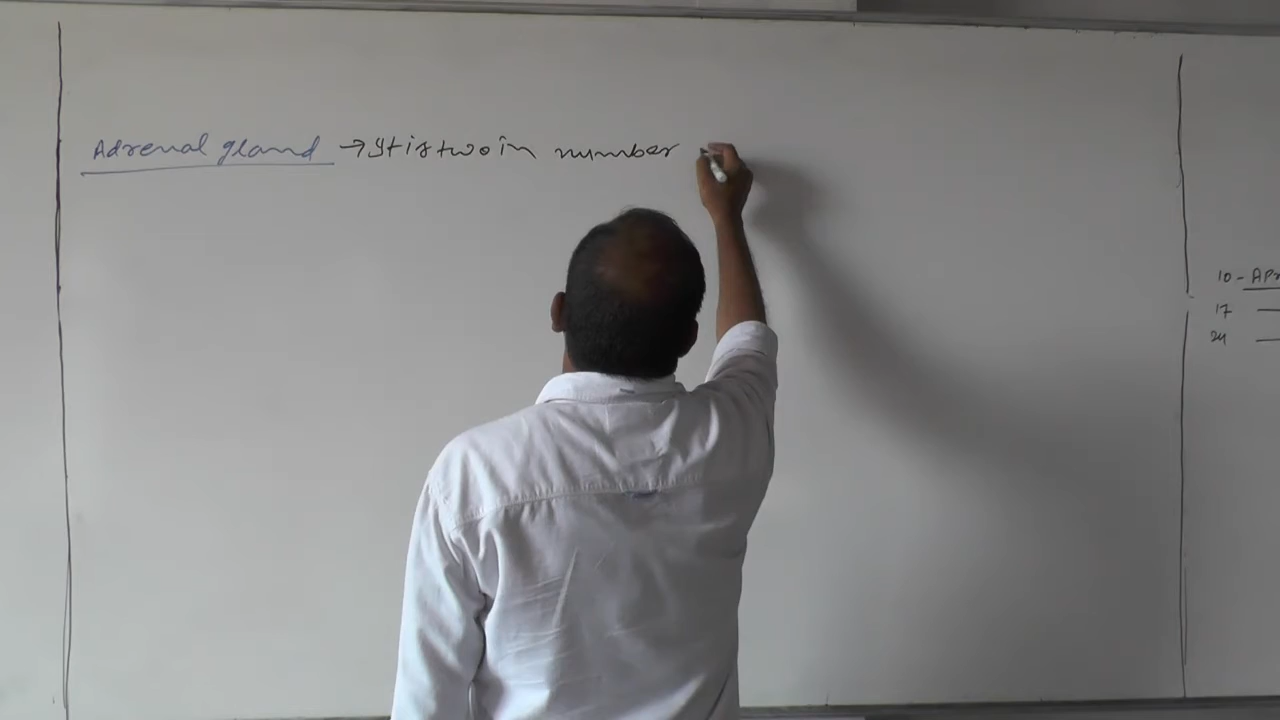 Adrenal gland → It is two in number
10 - Apr
17 —
24 —